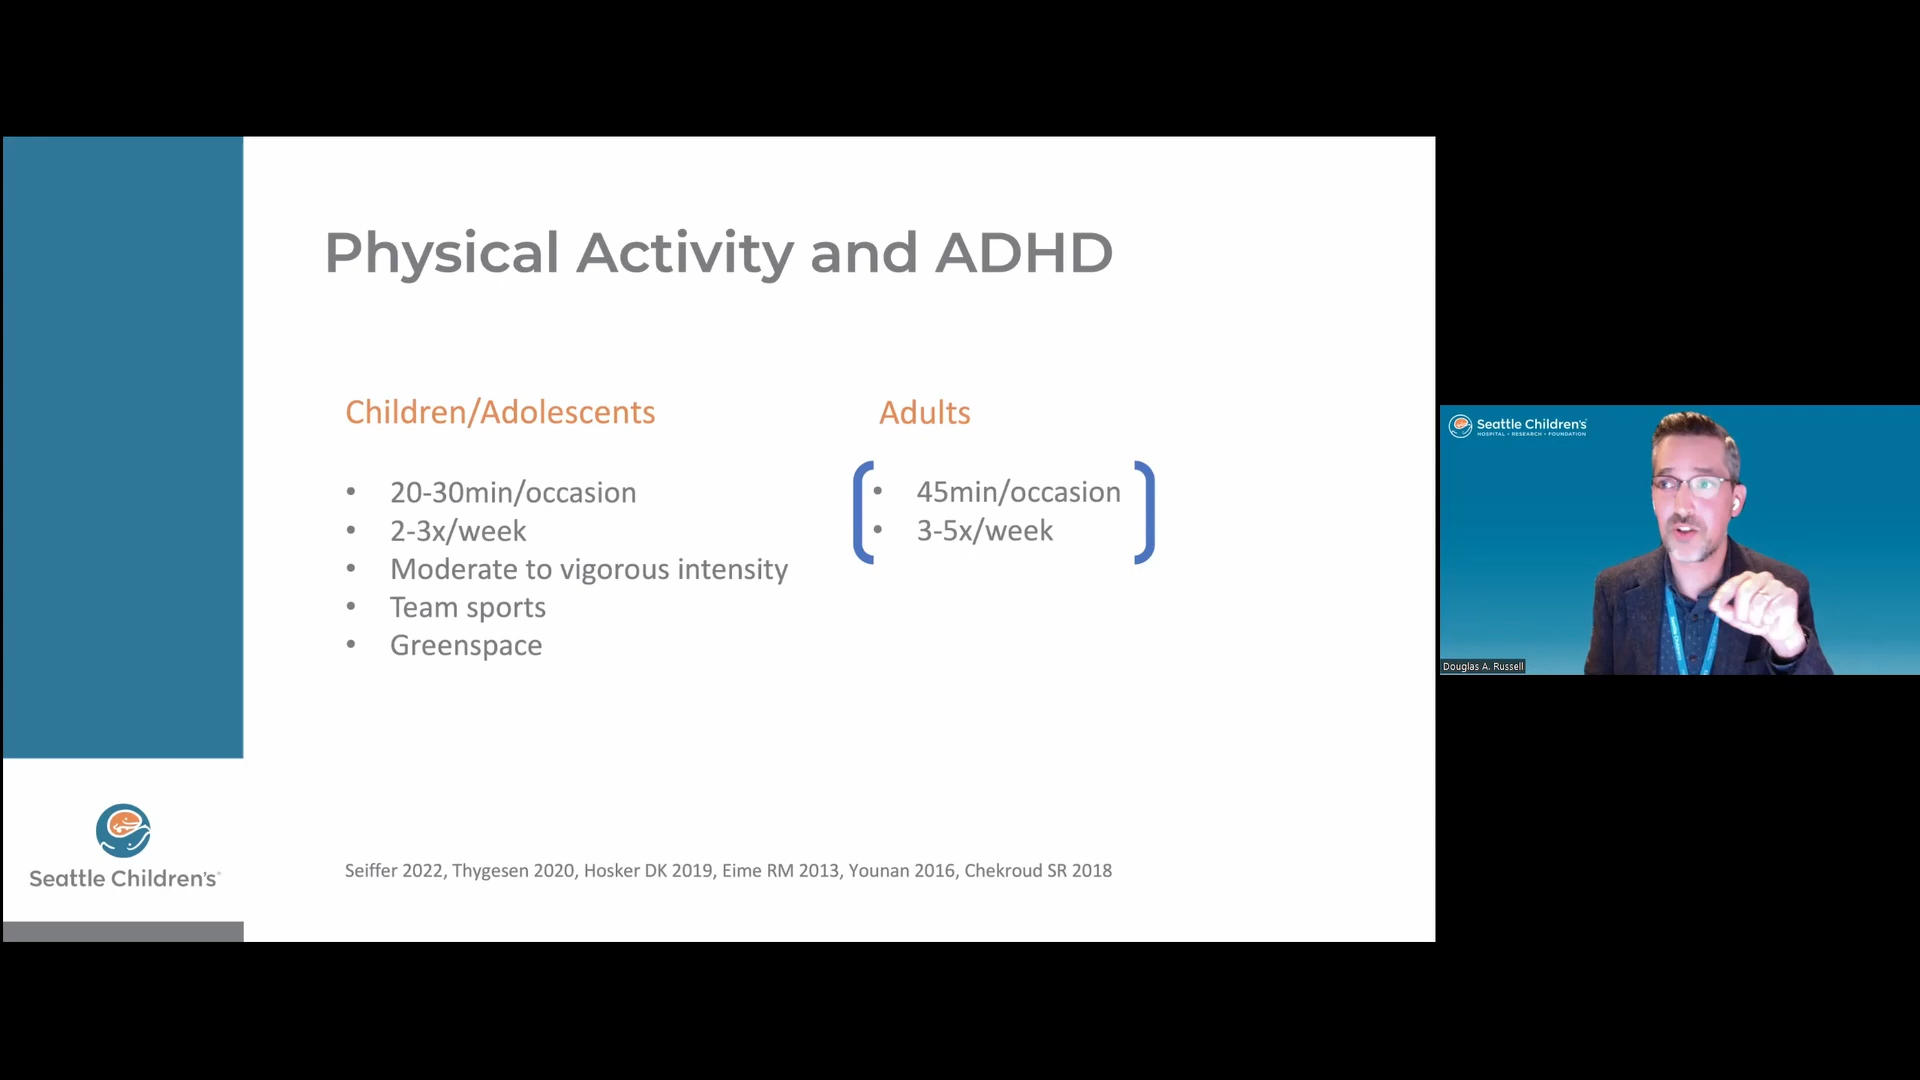 Physical Activity and ADHD
Children/Adolescents
• 20-30min/occasion
• 2-3x/week
• Moderate to vigorous intensity
• Team sports
• Greenspace
Adults
• 45min/occasion
• 3-5x/week
Seiffer 2022, Thygesen 2020, Hosker DK 2019, Eime RM 2013, Younan 2016, Chekroud SR 2018
Seattle Children's
Seattle Children's
HOSPITAL • RESEARCH • FOUNDATION
Douglas A. Russell